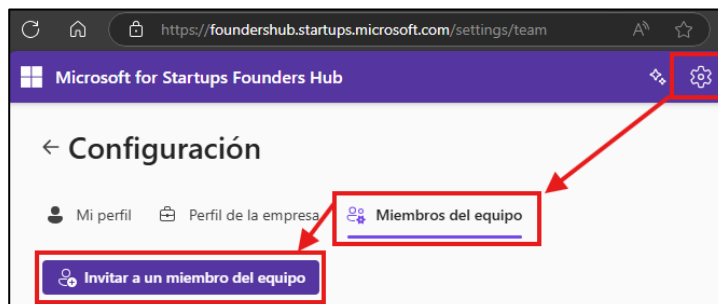 https://foundershub.startups.microsoft.com/settings/team
Microsoft for Startups Founders Hub
Configuración
Mi perfil Perfil de la empresa Miembros del equipo
Invitar a un miembro del equipo